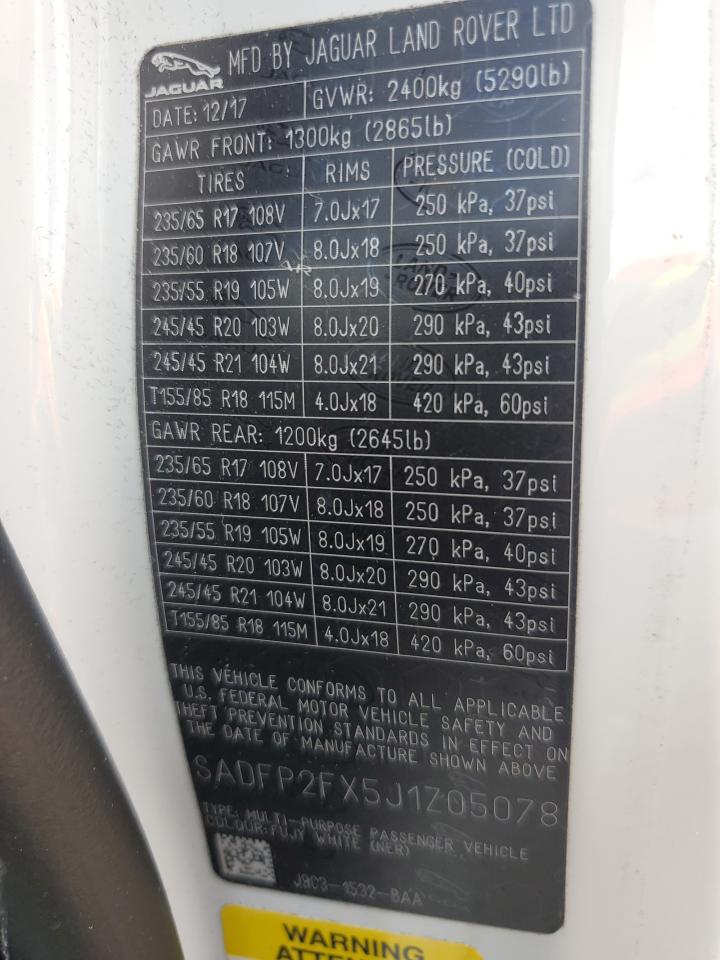 JAGUAR
MFD BY JAGUAR LAND ROVER LTD
DATE: 12/17 GVWR: 2400kg (5290lb)
GAWR FRONT: 1300kg (2865lb)
TIRES RIMS PRESSURE (COLD)
235/65 R17 108V 7.0Jx17 250 kPa, 37psi
235/60 R18 107V 8.0Jx18 250 kPa, 37psi
235/55 R19 105W 8.0Jx19 270 kPa, 40psi
245/45 R20 103W 8.0Jx20 290 kPa, 43psi
245/45 R21 104W 8.0Jx21 290 kPa, 43psi
T155/85 R18 115M 4.0Jx18 420 kPa, 60psi
GAWR REAR: 1200kg (2645lb)
235/65 R17 108V 7.0Jx17 250 kPa, 37psi
235/60 R18 107V 8.0Jx18 250 kPa, 37psi
235/55 R19 105W 8.0Jx19 270 kPa, 40psi
245/45 R20 103W 8.0Jx20 290 kPa, 43psi
245/45 R21 104W 8.0Jx21 290 kPa, 43psi
T155/85 R18 115M 4.0Jx18 420 kPa, 60psi
THIS VEHICLE CONFORMS TO ALL APPLICABLE
U.S. FEDERAL MOTOR VEHICLE SAFETY AND
THEFT PREVENTION STANDARDS IN EFFECT ON
THE DATE OF MANUFACTURE SHOWN ABOVE
SADFP2FX5J1Z05078
TYPE: MULTI-PURPOSE PASSENGER VEHICLE
COLOUR: FUJY WHITE (NER)
J9C3-1532-BAA
WARNING